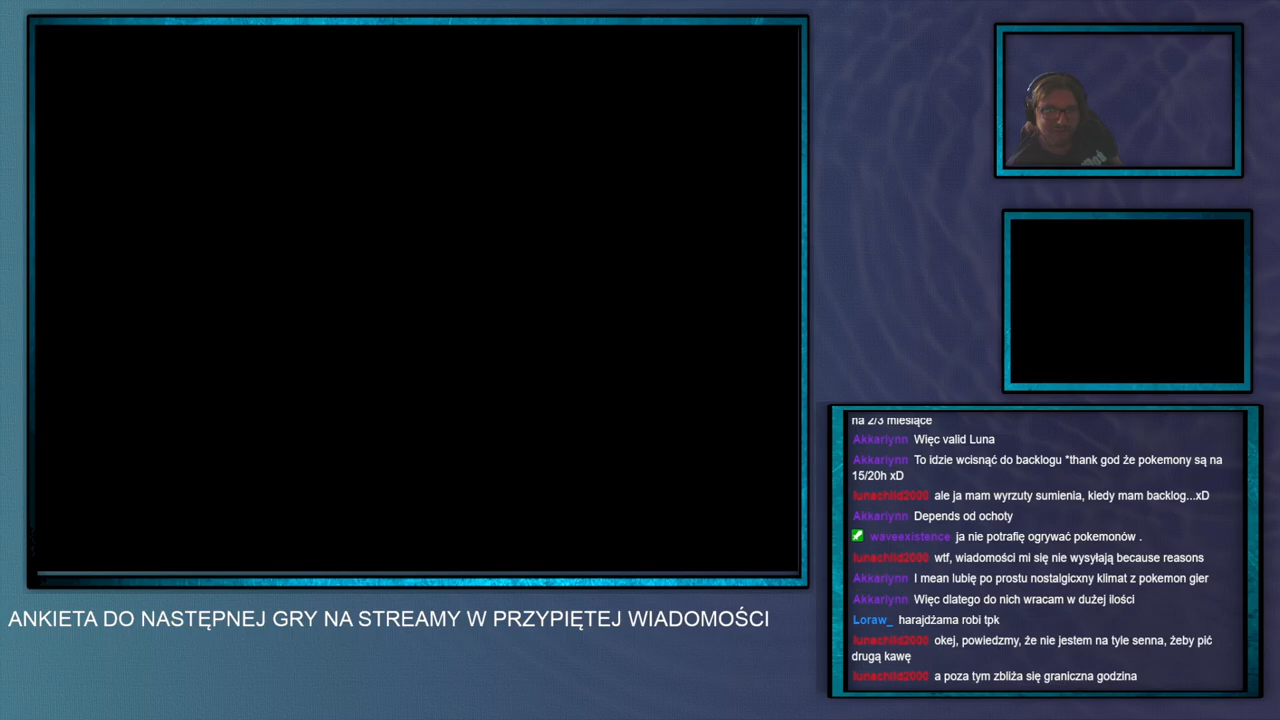 na 2/3 miesiące
Akkarlynn Więc valid Luna
Akkarlynn To idzie wcisnąć do backlogu *thank god że pokemony są na
15/20h xD
lunachild2000 ale ja mam wyrzuty sumienia, kiedy mam backlog...xD
Akkarlynn Depends od ochoty
waveexistence ja nie potrafię ogrywać pokemonów .
lunachild2000 wtf, wiadomości mi się nie wysyłają because reasons
Akkarlynn I mean lubię po prostu nostalgicxny klimat z pokemon gier
Akkarlynn Więc dlatego do nich wracam w dużej ilości
Loraw_ harajdżama robi tpk
lunachild2000 okej, powiedzmy, że nie jestem na tyle senna, żeby pić
drugą kawę
lunachild2000 a poza tym zbliża się graniczna godzina
ANKIETA DO NASTĘPNEJ GRY NA STREAMY W PRZYPIĘTEJ WIADOMOŚCI